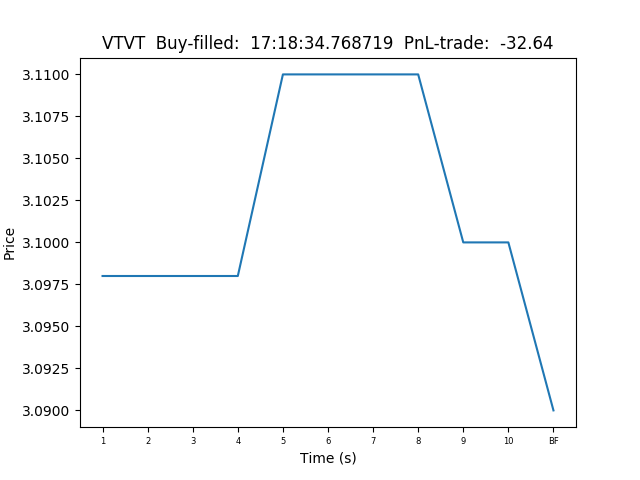 VTVT  Buy-filled:  17:18:34.768719  PnL-trade:  -32.64
3.1100
3.1075
3.1050
3.1025
3.1000
3.0975
3.0950
3.0925
3.0900
Price
1 2 3 4 5 6 7 8 9 10 BF
Time (s)